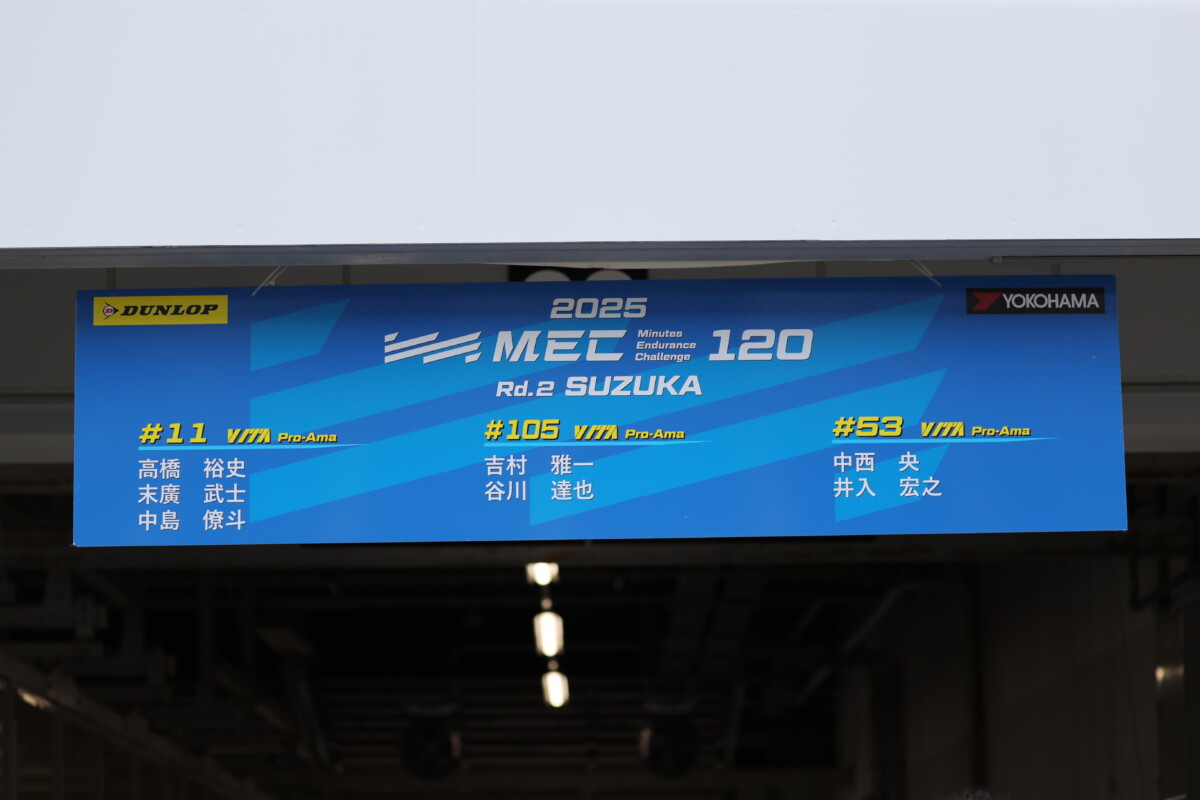 DUNLOP
YOKOHAMA
2025
MEC Minutes Endurance Challenge 120
Rd.2 SUZUKA
#11 VITA Pro-Ama
高橋 裕史
末廣 武士
中島 僚斗
#105 VITA Pro-Ama
吉村 雅一
谷川 達也
#53 VITA Pro-Ama
中西 央
井入 宏之